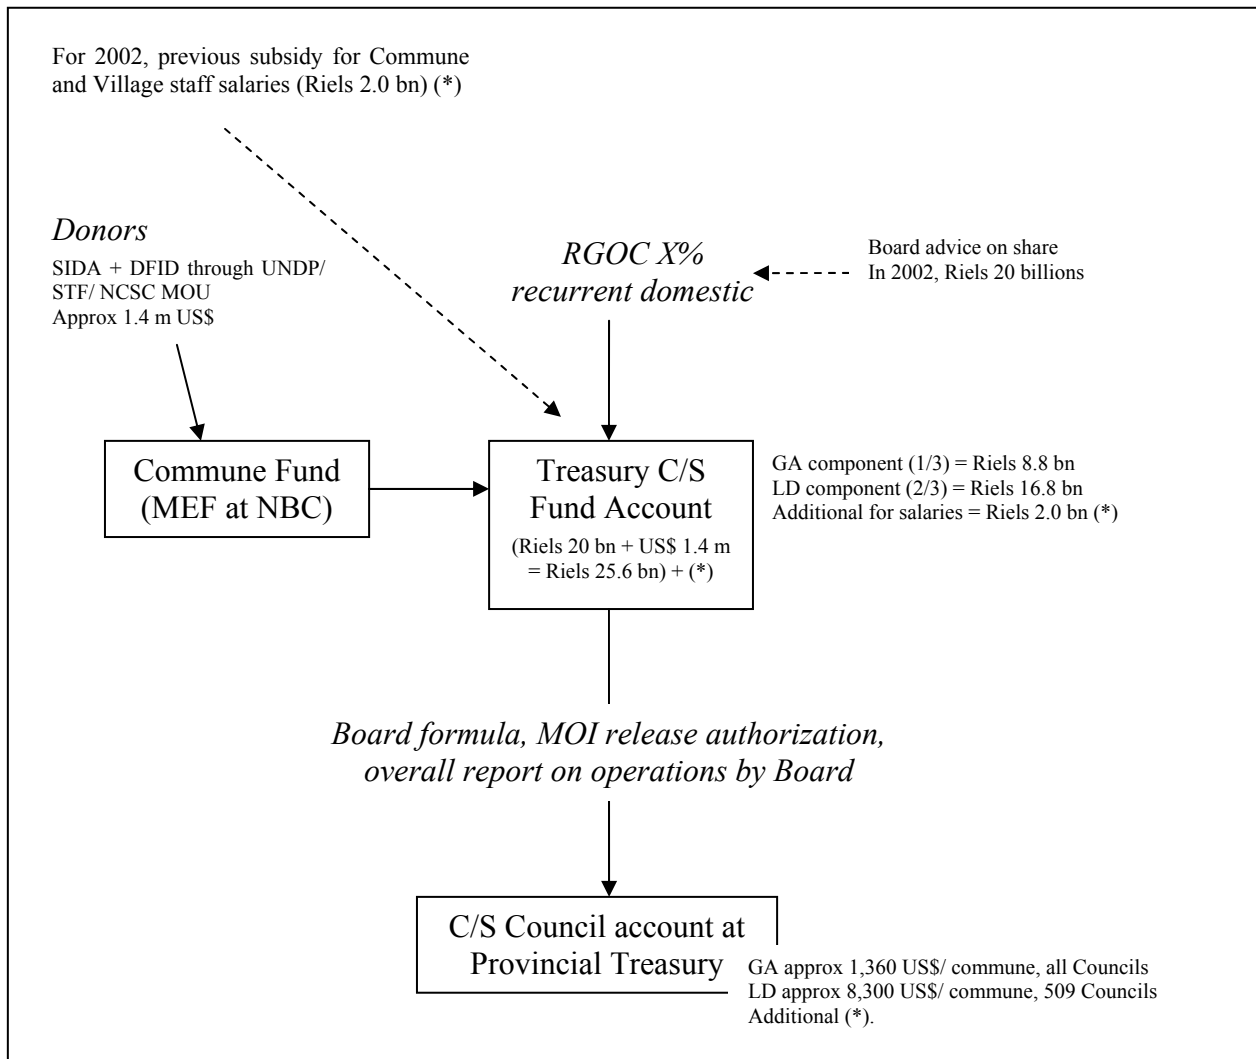 For 2002, previous subsidy for Commune
and Village staff salaries (Riels 2.0 bn) (*)
Donors
SIDA + DFID through UNDP/
STF/ NCSC MOU
Approx 1.4 m US$
RGOC X%
recurrent domestic
Board advice on share
In 2002, Riels 20 billions
Commune Fund
(MEF at NBC)
Treasury C/S
Fund Account
(Riels 20 bn + US$ 1.4 m
= Riels 25.6 bn) + (*)
GA component (1/3) = Riels 8.8 bn
LD component (2/3) = Riels 16.8 bn
Additional for salaries = Riels 2.0 bn (*)
Board formula, MOI release authorization,
overall report on operations by Board
C/S Council account at
Provincial Treasury
GA approx 1,360 US$/ commune, all Councils
LD approx 8,300 US$/ commune, 509 Councils
Additional (*).